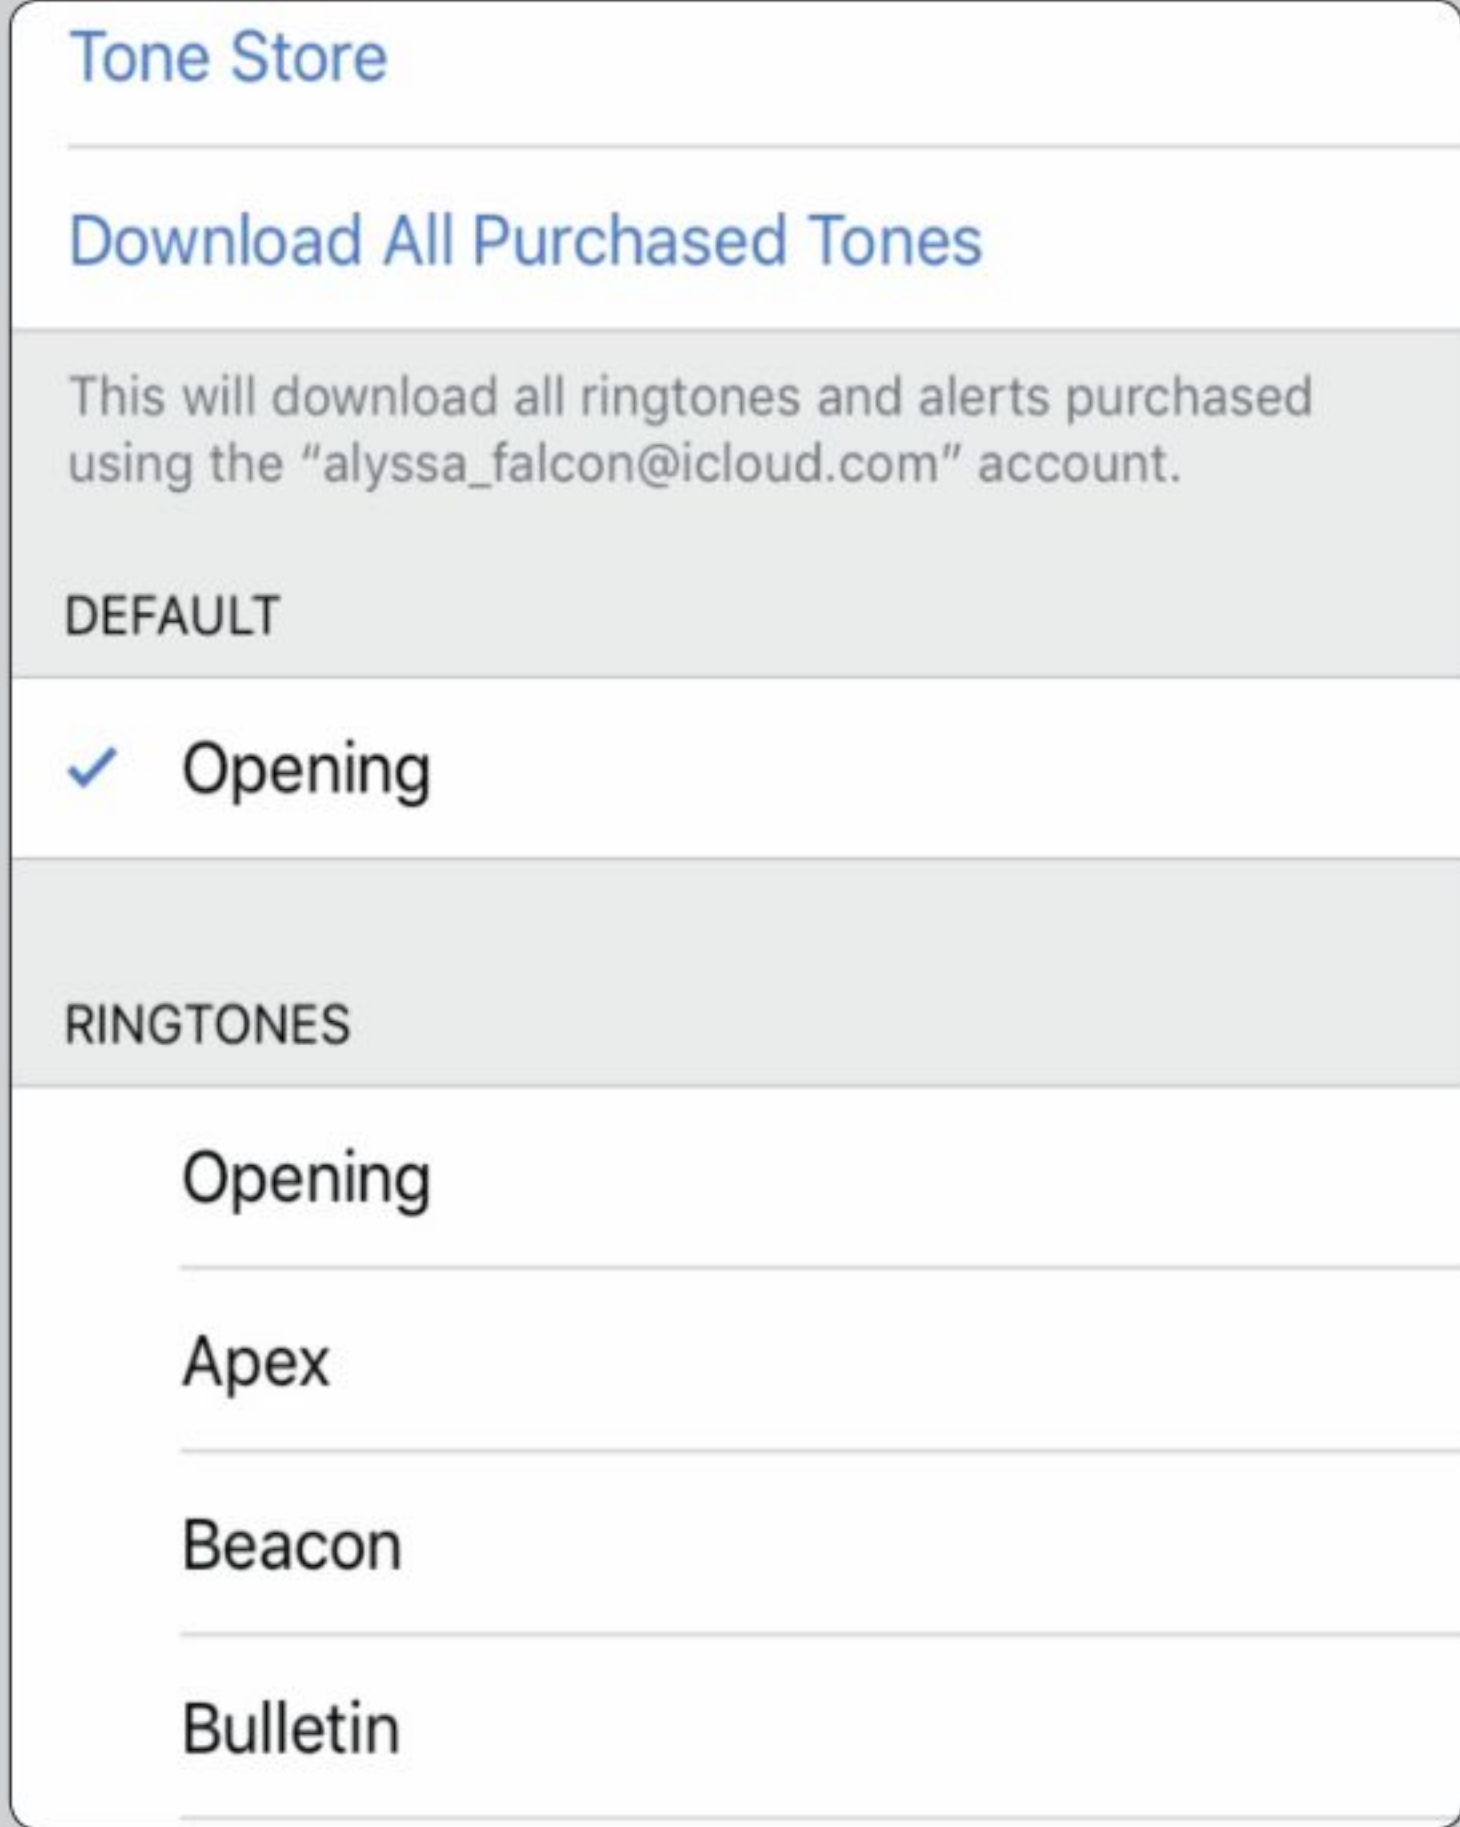 Tone Store
Download All Purchased Tones
This will download all ringtones and alerts purchased
using the “alyssa_falcon@icloud.com” account.
DEFAULT
Opening
RINGTONES
Opening
Apex
Beacon
Bulletin